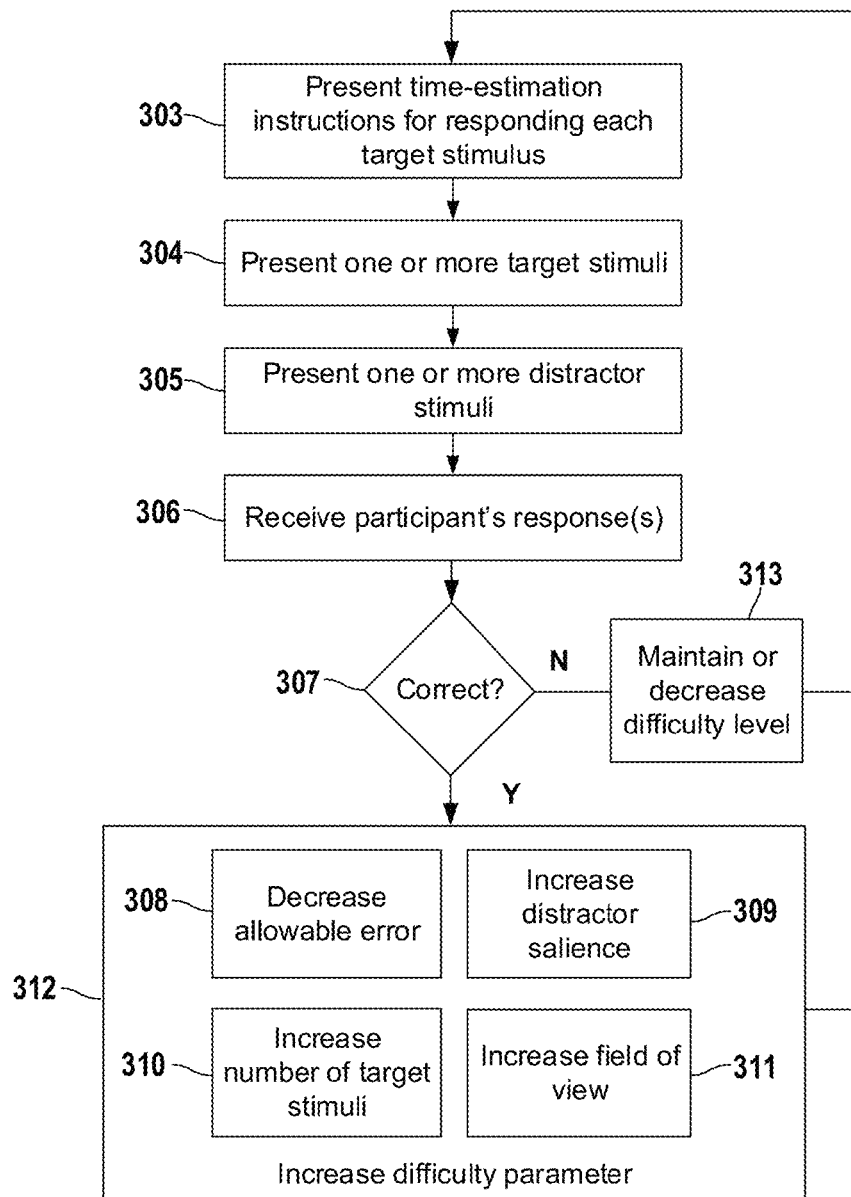 303
Present time-estimation
instructions for responding each
target stimulus
304
Present one or more target stimuli
305
Present one or more distractor
stimuli
306
Receive participant's response(s)
307
Correct?
N
313
Maintain or
decrease
difficulty level
Y
312
308
Decrease
allowable error
Increase
distractor
salience
309
310
Increase
number of target
stimuli
Increase field of
view
311
Increase difficulty parameter